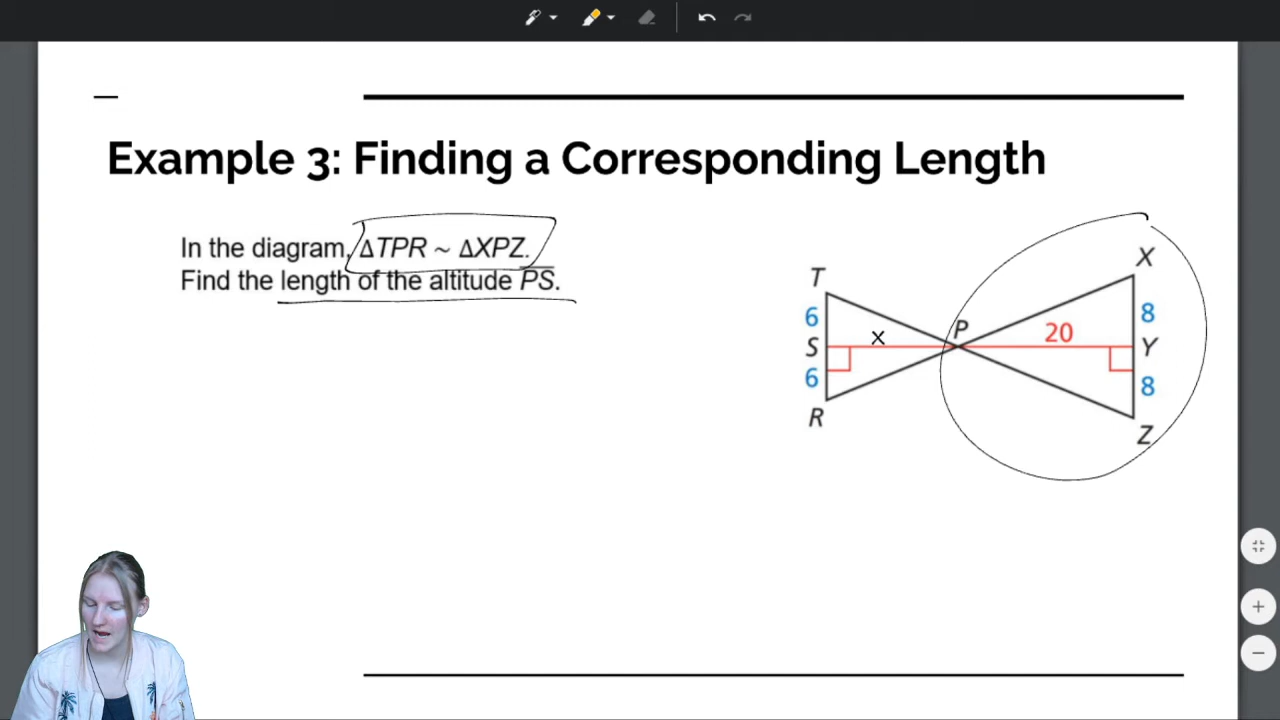 Example 3: Finding a Corresponding Length
In the diagram, ΔTPR ~ ΔXPZ.
Find the length of the altitude PS.
T
6
S
6
R
x
P
20
X
8
Y
8
Z